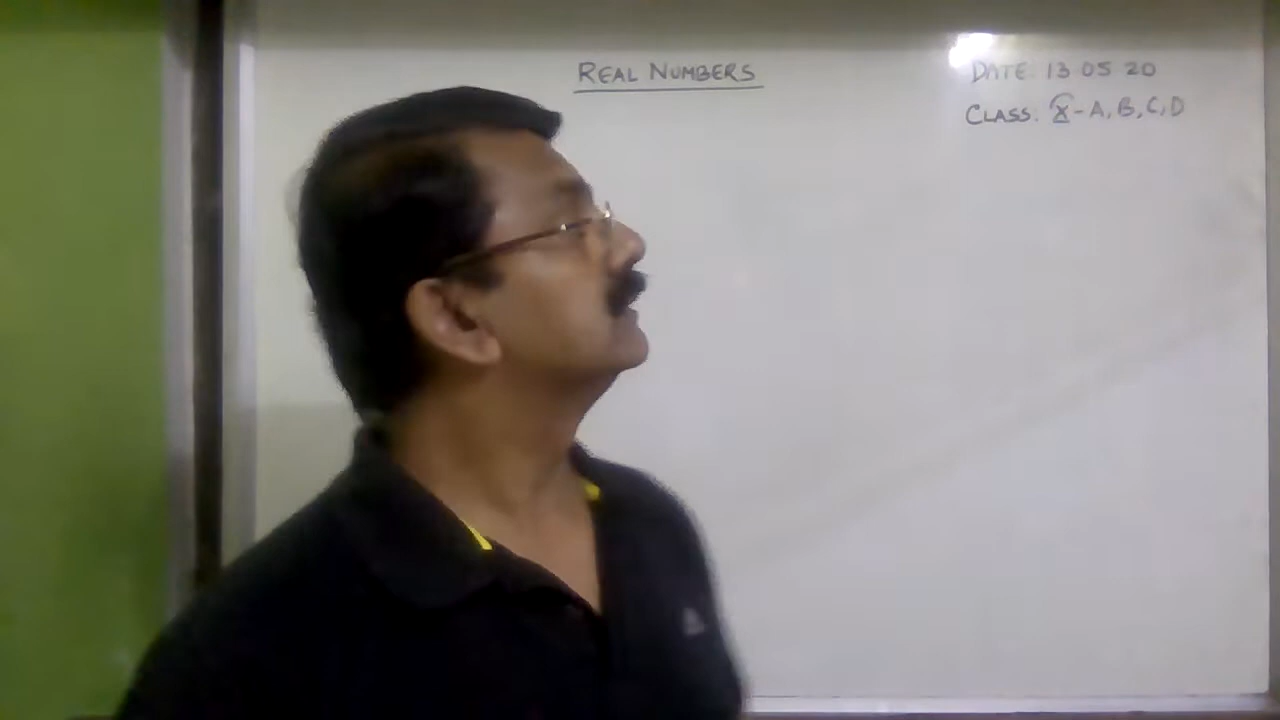 REAL NUMBERS
DATE: 13 05 20
CLASS: X - A, B, C, D